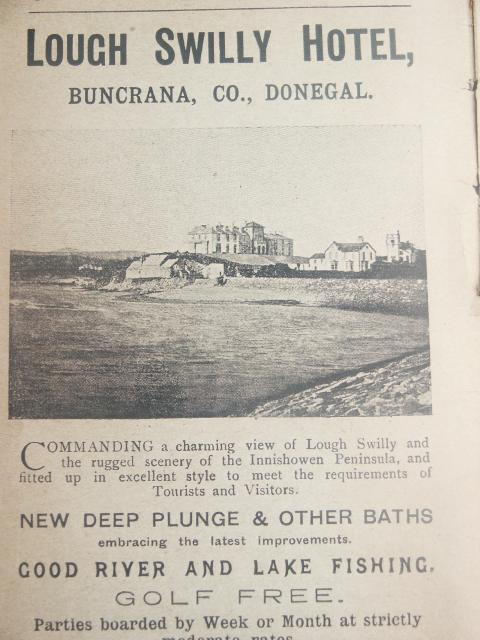 LOUGH SWILLY HOTEL,
BUNCRANA, CO., DONEGAL.
COMMANDING a charming view of Lough Swilly and
the rugged scenery of the Innishowen Peninsula, and
fitted up in excellent style to meet the requirements of
Tourists and Visitors.
NEW DEEP PLUNGE & OTHER BATHS
embracing the latest improvements.
GOOD RIVER AND LAKE FISHING.
GOLF FREE.
Parties boarded by Week or Month at strictly
moderate rates